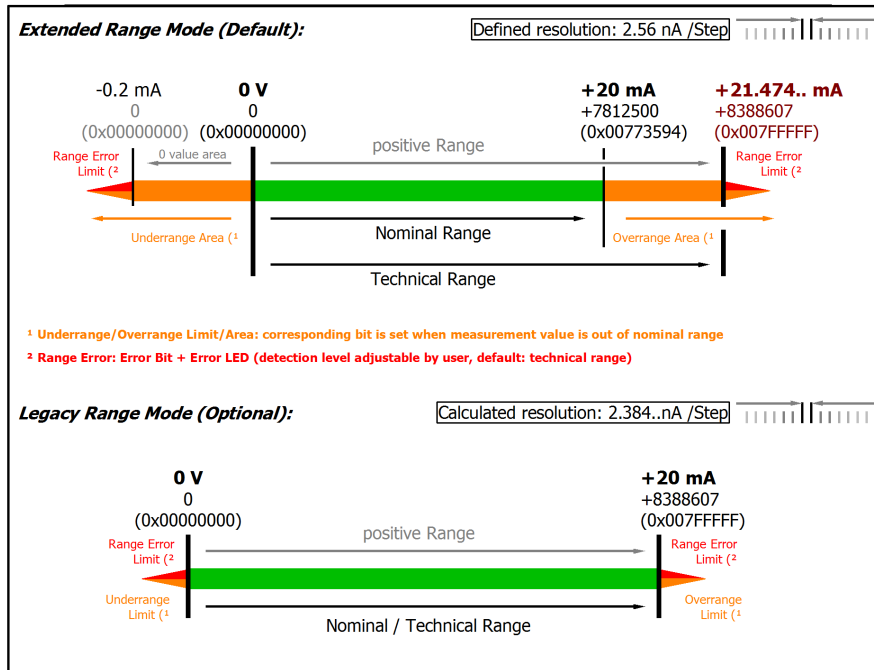 Extended Range Mode (Default):
Defined resolution: 2.56 nA /Step
-0.2 mA
0 V
+20 mA
+21.474.. mA
0
0
+7812500
+8388607
(0x00000000)
(0x00000000)
(0x00773594)
(0x007FFFFF)
Range Error
Limit (²
0 value area
positive Range
Range Error
Limit (²
Underrange Area (¹
Nominal Range
Overrange Area (¹
Technical Range
¹ Underrange/Overrange Limit/Area: corresponding bit is set when measurement value is out of nominal range
² Range Error: Error Bit + Error LED (detection level adjustable by user, default: technical range)
Legacy Range Mode (Optional):
Calculated resolution: 2.384..nA /Step
0 V
+20 mA
0
+8388607
(0x00000000)
(0x007FFFFF)
Range Error
Limit (²
positive Range
Range Error
Limit (²
Underrange
Limit (¹
Overrange
Limit (¹
Nominal / Technical Range